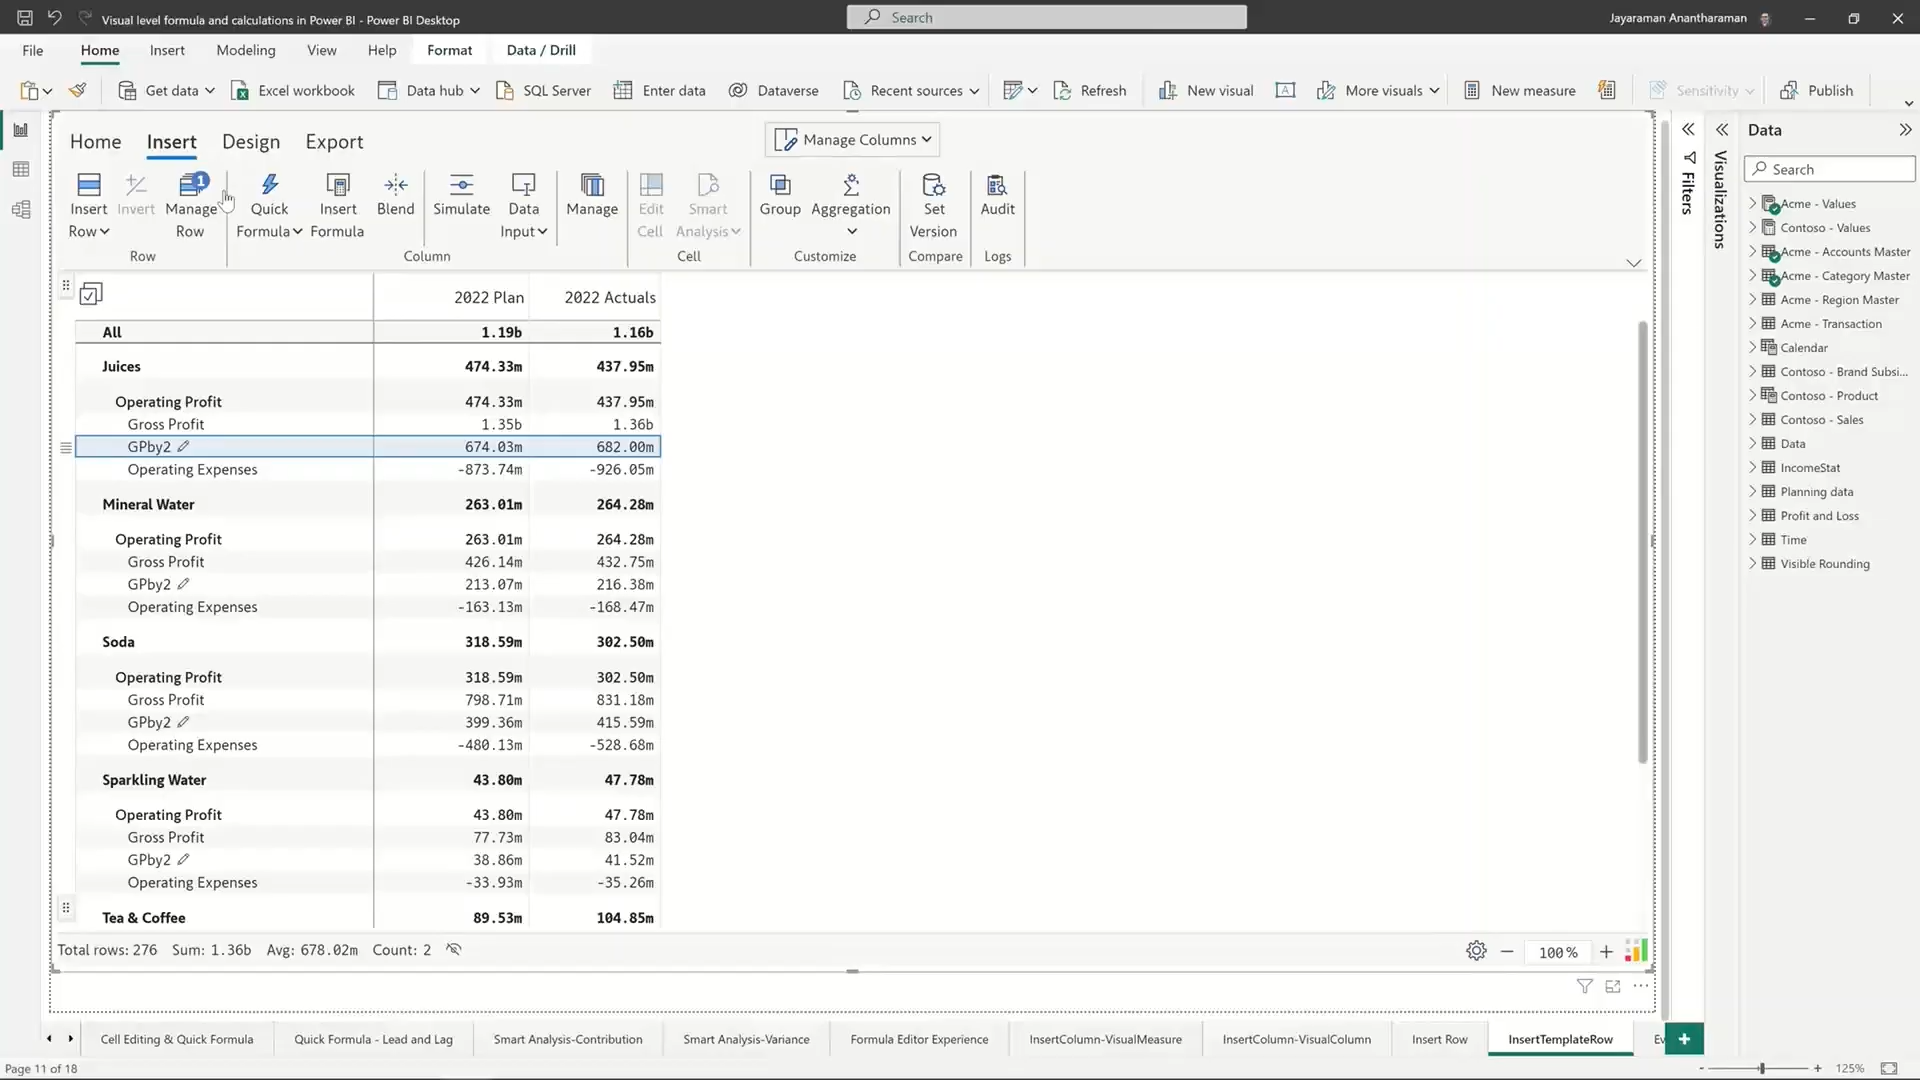 Visual level formula and calculations in Power BI - Power BI Desktop
Search
Jayaraman Anantharaman
File Home Insert Modeling View Help Format Data / Drill
Get data Excel workbook Data hub SQL Server Enter data Dataverse Recent sources Refresh New visual More visuals New measure Sensitivity Publish
Home Insert Design Export
Manage Columns
Insert Row
Invert
Manage Row
1
Quick Formula
Insert Formula
Blend
Simulate
Data Input
Manage
Edit Cell
Smart Analysis
Group
Aggregation
Set Version
Audit
Row Column Cell Customize Compare Logs
2022 Plan 2022 Actuals
All 1.19b 1.16b
Juices 474.33m 437.95m
Operating Profit 474.33m 437.95m
Gross Profit 1.35b 1.36b
GPby2 674.03m 682.00m
Operating Expenses -873.74m -926.05m
Mineral Water 263.01m 264.28m
Operating Profit 263.01m 264.28m
Gross Profit 426.14m 432.75m
GPby2 213.07m 216.38m
Operating Expenses -163.13m -168.47m
Soda 318.59m 302.50m
Operating Profit 318.59m 302.50m
Gross Profit 798.71m 831.18m
GPby2 399.36m 415.59m
Operating Expenses -480.13m -528.68m
Sparkling Water 43.80m 47.78m
Operating Profit 43.80m 47.78m
Gross Profit 77.73m 83.04m
GPby2 38.86m 41.52m
Operating Expenses -33.93m -35.26m
Tea & Coffee 89.53m 104.85m
Total rows: 276 Sum: 1.36b Avg: 678.02m Count: 2
100 %
Filters
Visualizations
Data
Search
Acme - Values
Contoso - Values
Acme - Accounts Master
Acme - Category Master
Acme - Region Master
Acme - Transaction
Calendar
Contoso - Brand Subsi...
Contoso - Product
Contoso - Sales
Data
IncomeStat
Planning data
Profit and Loss
Time
Visible Rounding
Cell Editing & Quick Formula Quick Formula - Lead and Lag Smart Analysis-Contribution Smart Analysis-Variance Formula Editor Experience InsertColumn-VisualMeasure InsertColumn-VisualColumn Insert Row InsertTemplateRow
Page 11 of 18
125%